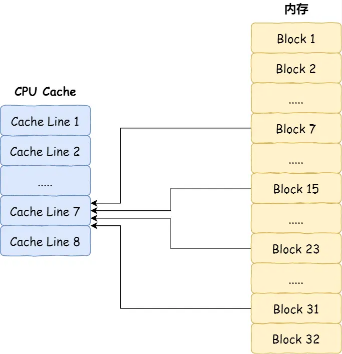 内存
Block 1
Block 2
.....
Block 7
.....
Block 15
.....
Block 23
.....
Block 31
Block 32
CPU Cache
Cache Line 1
Cache Line 2
.....
Cache Line 7
Cache Line 8